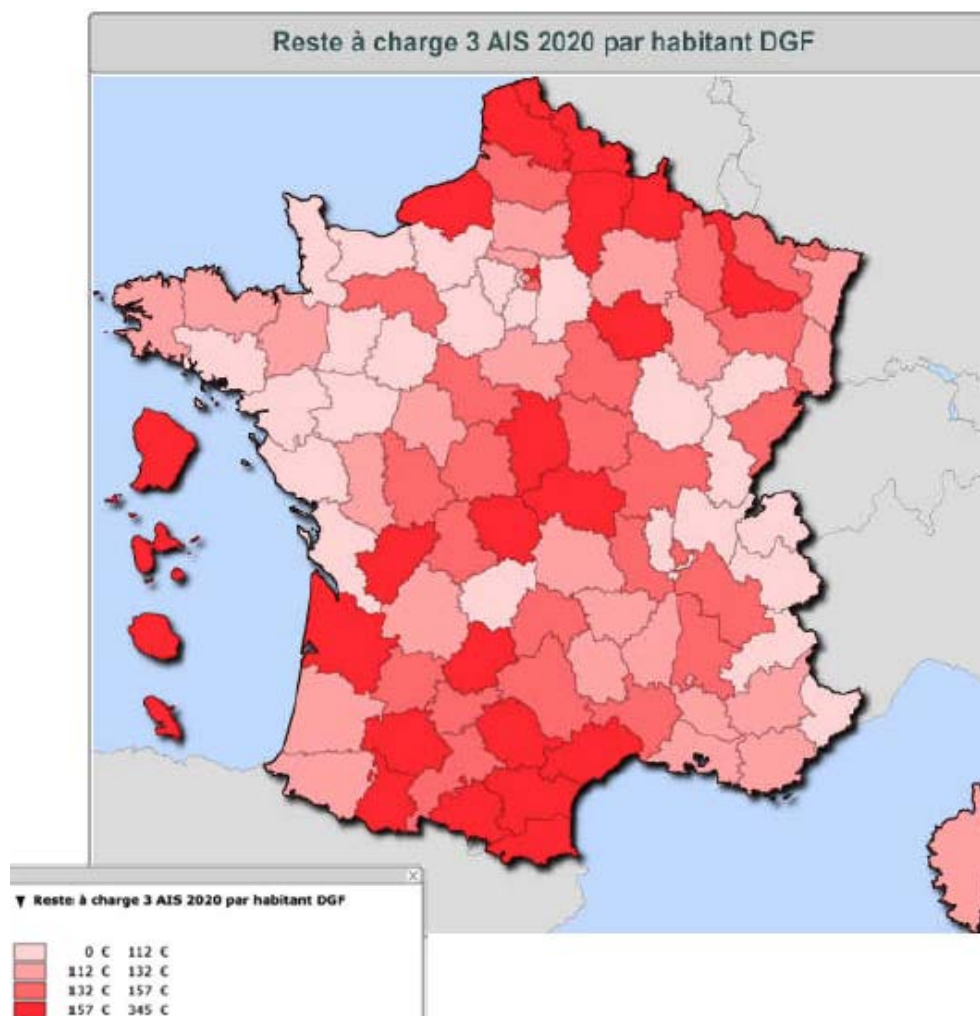 Reste à charge 3 AIS 2020 par habitant DGF
▼ Reste à charge 3 AIS 2020 par habitant DGF
0 € 112 €
112 € 132 €
132 € 157 €
157 € 345 €